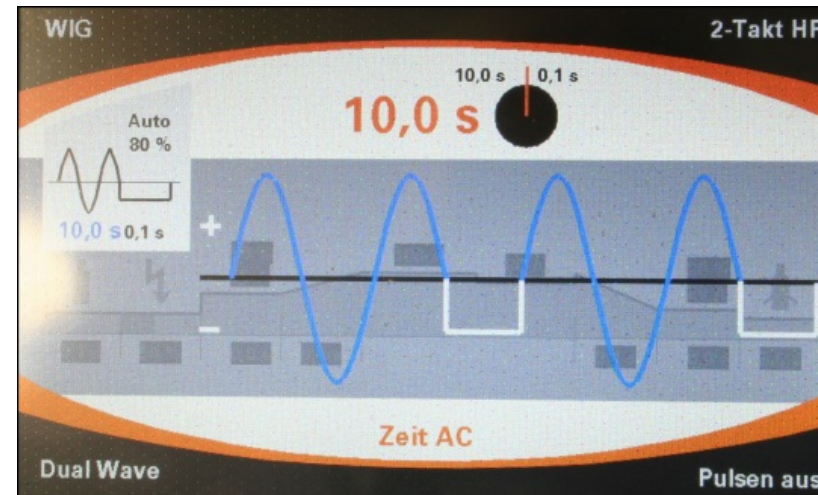 WIG
2-Takt HF
10,0 s 0,1 s
10,0 s
Auto
80 %
10,0 s 0,1 s
+
–
Zeit AC
Dual Wave
Pulsen aus